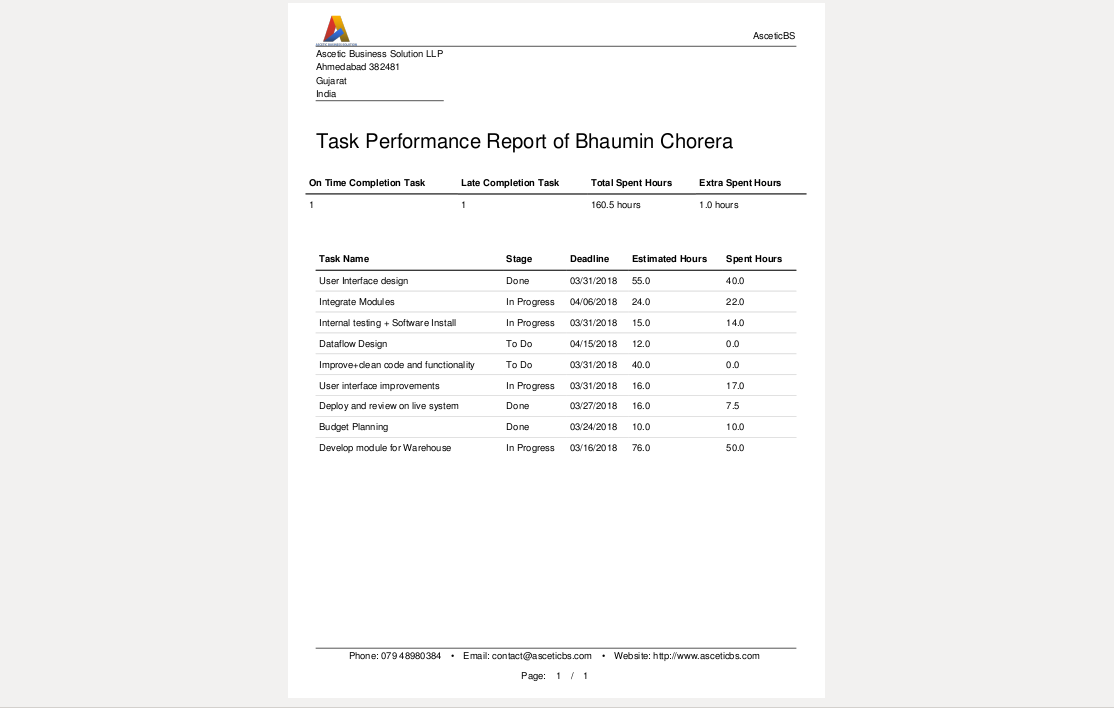 AsceticBS
ASCETIC BUSINESS SOLUTION
Ascetic Business Solution LLP
Ahmedabad 382481
Gujarat
India
Task Performance Report of Bhaumin Chorera
On Time Completion Task Late Completion Task Total Spent Hours Extra Spent Hours
1 1 160.5 hours 1.0 hours
Task Name Stage Deadline Estimated Hours Spent Hours
User Interface design Done 03/31/2018 55.0 40.0
Integrate Modules In Progress 04/06/2018 24.0 22.0
Internal testing + Software Install In Progress 03/31/2018 15.0 14.0
Dataflow Design To Do 04/15/2018 12.0 0.0
Improve+clean code and functionality To Do 03/31/2018 40.0 0.0
User interface improvements In Progress 03/31/2018 16.0 17.0
Deploy and review on live system Done 03/27/2018 16.0 7.5
Budget Planning Done 03/24/2018 10.0 10.0
Develop module for Warehouse In Progress 03/16/2018 76.0 50.0
Phone: 079 48980384 • Email: contact@asceticbs.com • Website: http://www.asceticbs.com
Page: 1 / 1